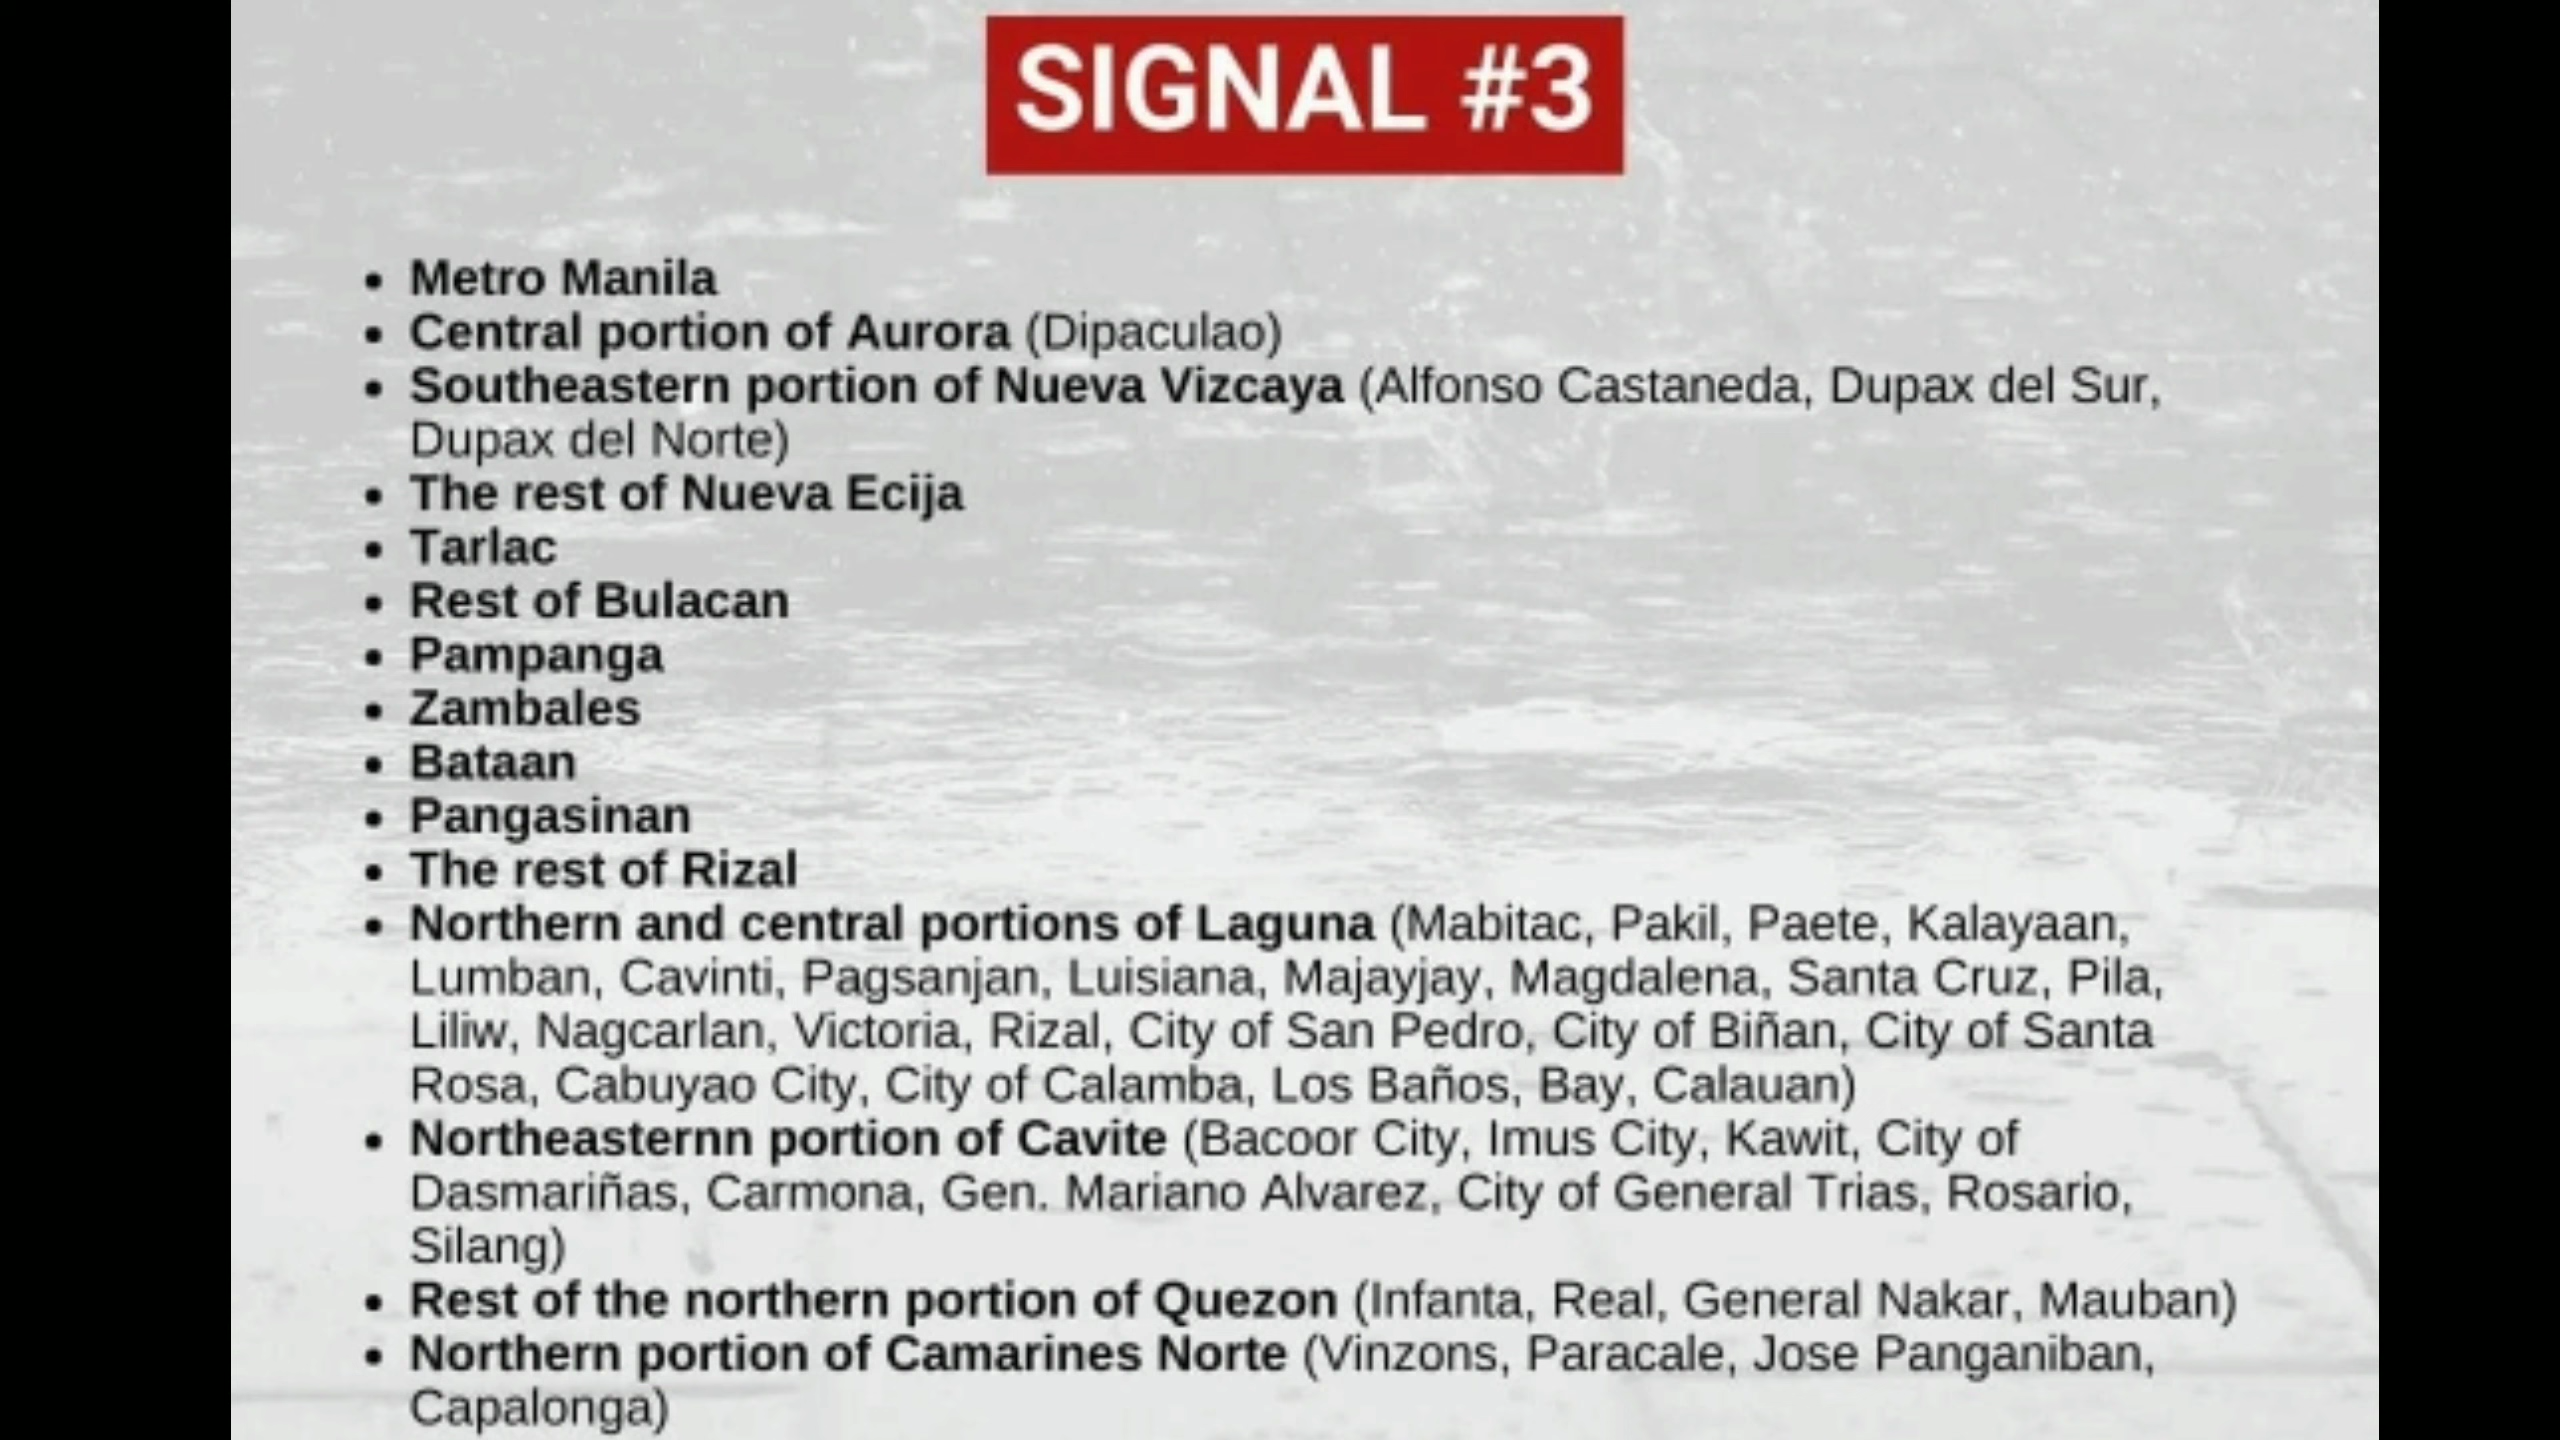 SIGNAL #3
• Metro Manila
• Central portion of Aurora (Dipaculao)
• Southeastern portion of Nueva Vizcaya (Alfonso Castaneda, Dupax del Sur,
Dupax del Norte)
• The rest of Nueva Ecija
• Tarlac
• Rest of Bulacan
• Pampanga
• Zambales
• Bataan
• Pangasinan
• The rest of Rizal
• Northern and central portions of Laguna (Mabitac, Pakil, Paete, Kalayaan,
Lumban, Cavinti, Pagsanjan, Luisiana, Majayjay, Magdalena, Santa Cruz, Pila,
Liliw, Nagcarlan, Victoria, Rizal, City of San Pedro, City of Biñan, City of Santa
Rosa, Cabuyao City, City of Calamba, Los Baños, Bay, Calauan)
• Northeasternn portion of Cavite (Bacoor City, Imus City, Kawit, City of
Dasmariñas, Carmona, Gen. Mariano Alvarez, City of General Trias, Rosario,
Silang)
• Rest of the northern portion of Quezon (Infanta, Real, General Nakar, Mauban)
• Northern portion of Camarines Norte (Vinzons, Paracale, Jose Panganiban,
Capalonga)